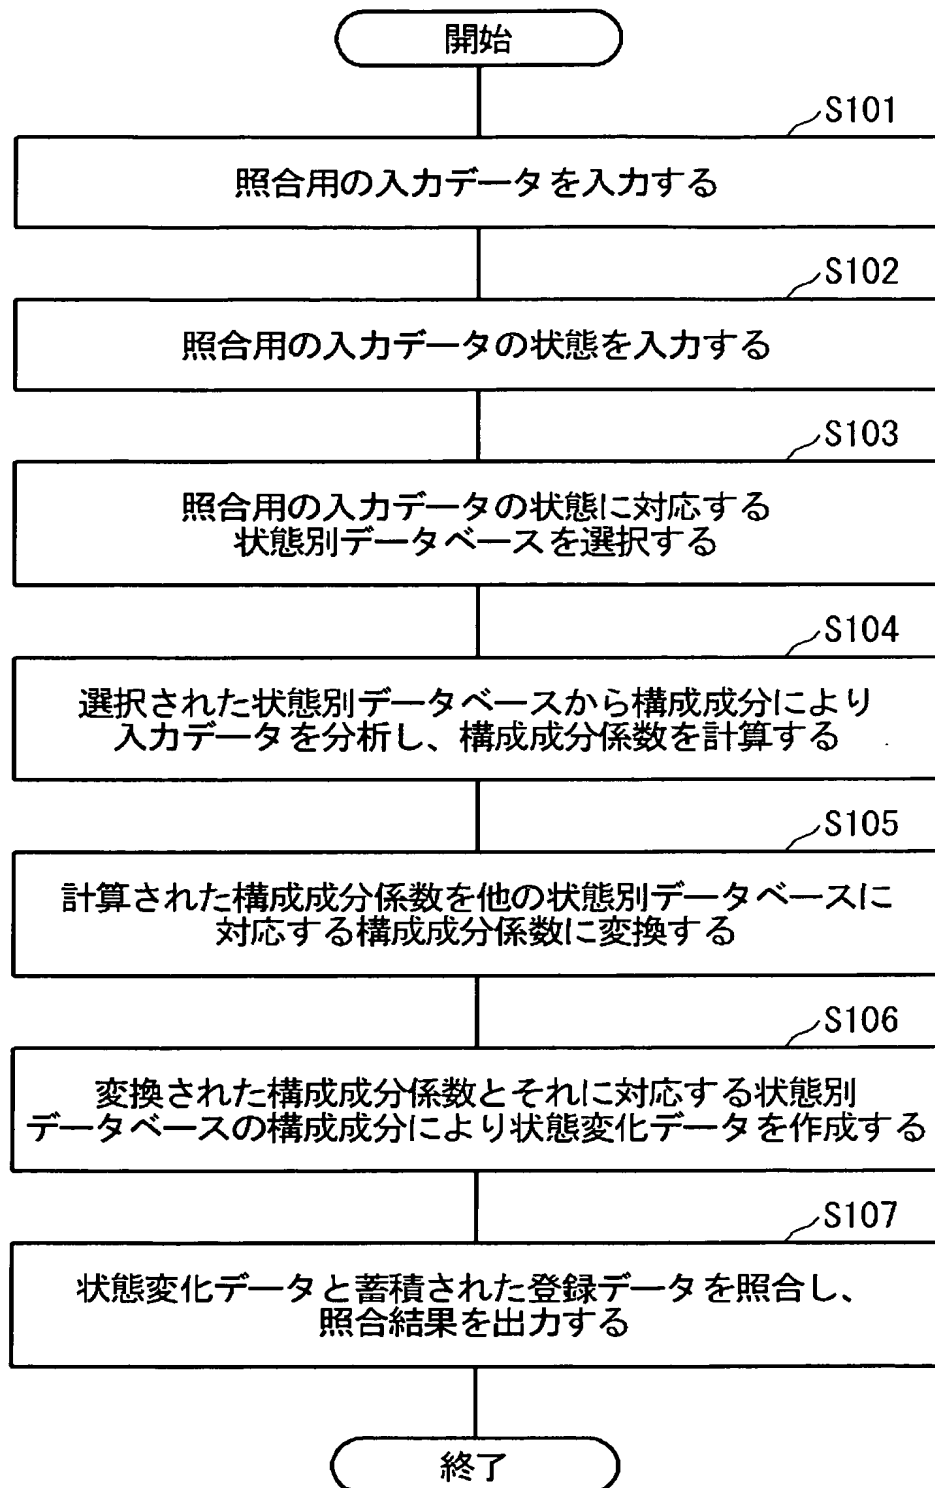 開始
S101
照合用の入力データを入力する
S102
照合用の入力データの状態を入力する
S103
照合用の入力データの状態に対応する
状態別データベースを選択する
S104
選択された状態別データベースから構成成分により
入力データを分析し、構成成分係数を計算する
S105
計算された構成成分係数を他の状態別データベースに
対応する構成成分係数に変換する
S106
変換された構成成分係数とそれに対応する状態別
データベースの構成成分により状態変化データを作成する
S107
状態変化データと蓄積された登録データを照合し、
照合結果を出力する
終了